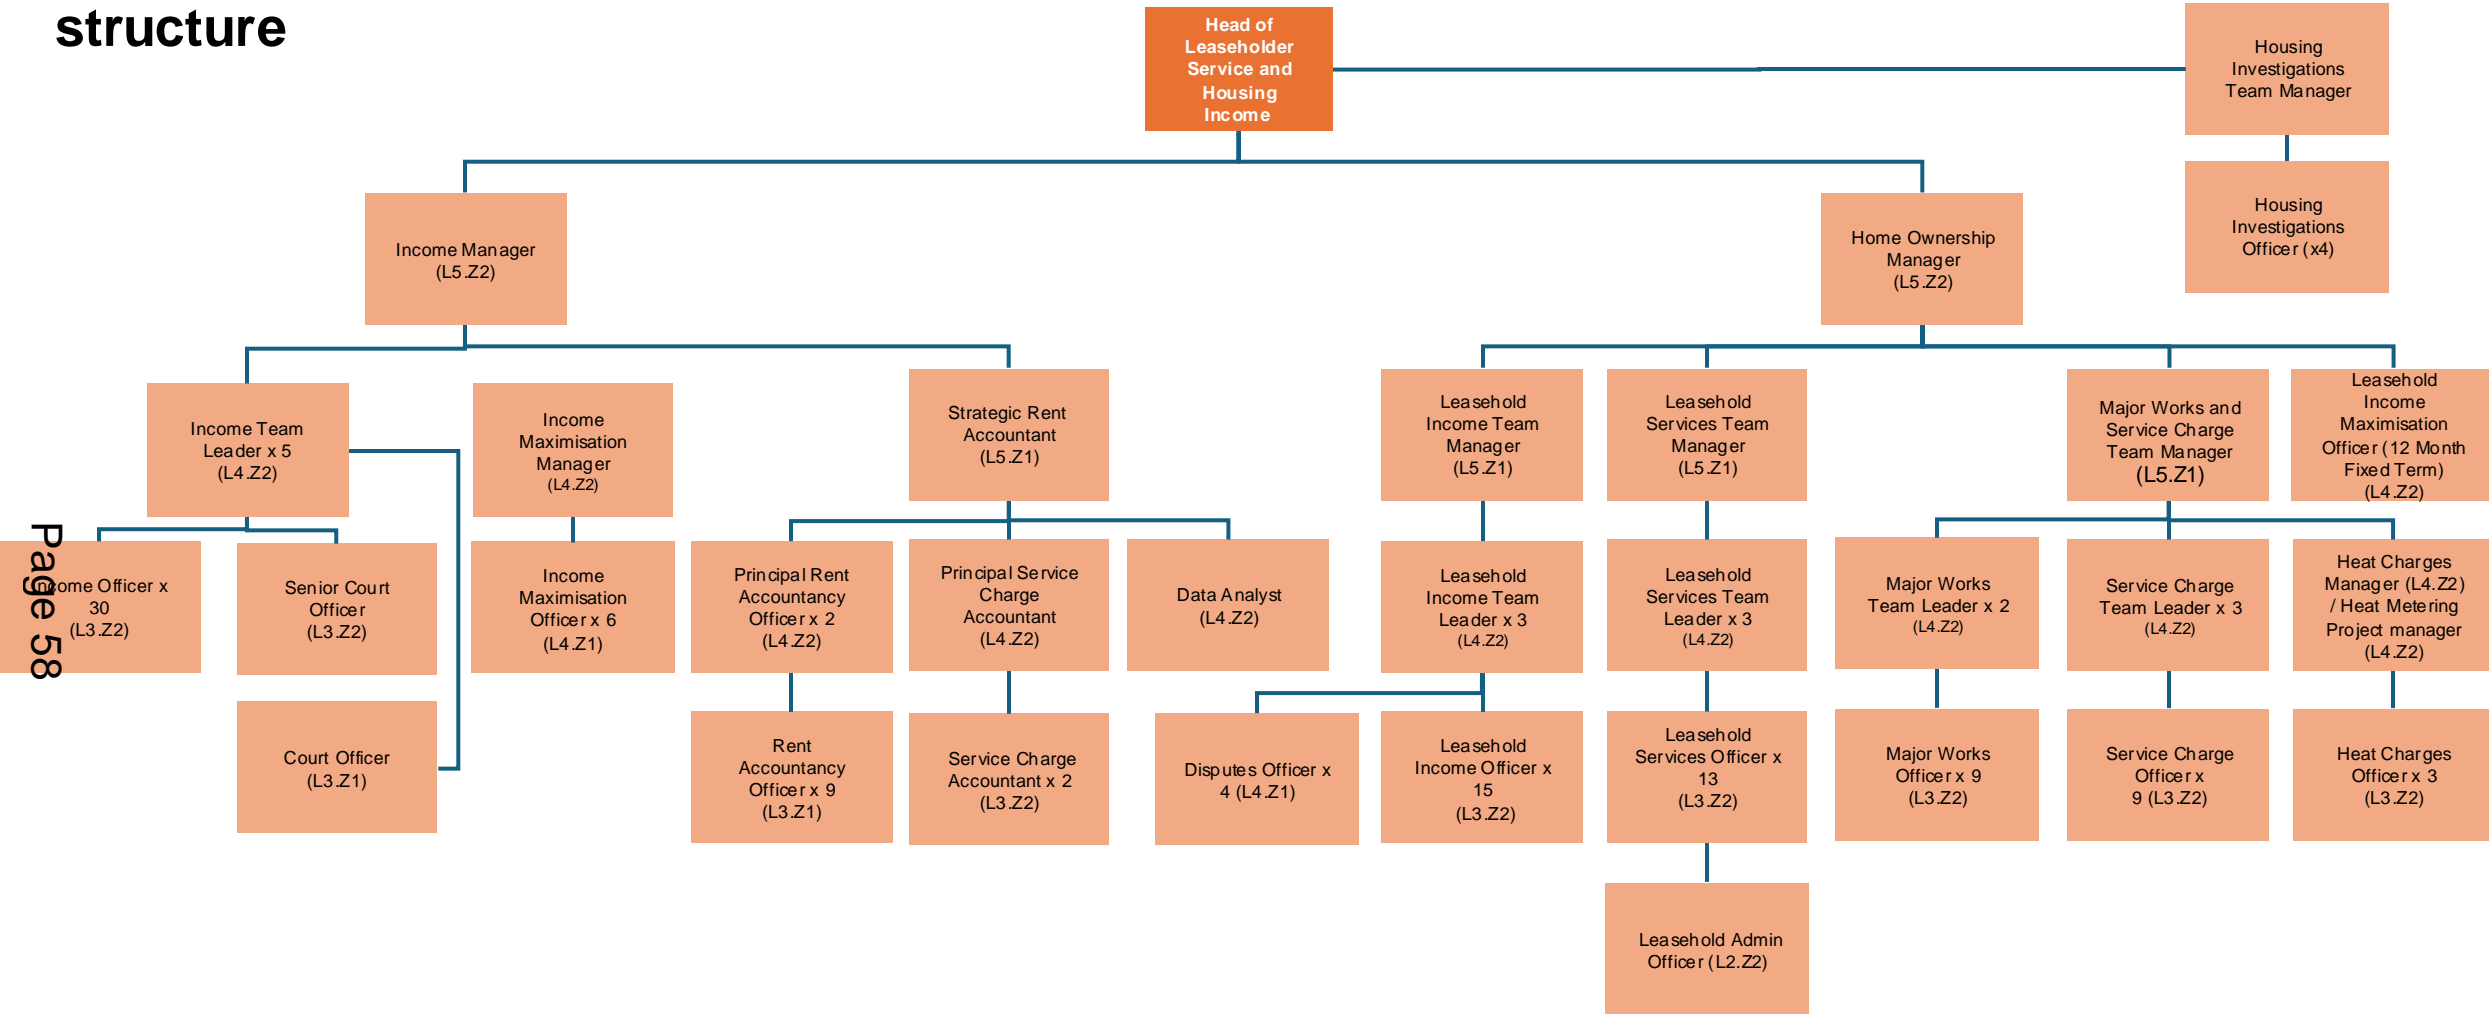 structure
Head of
Leaseholder
Service and
Housing
Income
Housing
Investigations
Team Manager
Housing
Investigations
Officer (x4)
Income Manager
(L5.Z2)
Home Ownership
Manager
(L5.Z2)
Income Team
Leader x 5
(L4.Z2)
Income
Maximisation
Manager
(L4.Z2)
Strategic Rent
Accountant
(L5.Z1)
Leasehold
Income Team
Manager
(L5.Z1)
Leasehold
Services Team
Manager
(L5.Z1)
Major Works and
Service Charge
Team Manager
(L5.Z1)
Leasehold
Income
Maximisation
Officer (12 Month
Fixed Term)
(L4.Z2)
Page 58
Income Officer x
30
(L3.Z2)
Senior Court
Officer
(L3.Z2)
Income
Maximisation
Officer x 6
(L4.Z1)
Principal Rent
Accountancy
Officer x 2
(L4.Z2)
Principal Service
Charge
Accountant
(L4.Z2)
Data Analyst
(L4.Z2)
Leasehold
Income Team
Leader x 3
(L4.Z2)
Leasehold
Services Team
Leader x 3
(L4.Z2)
Major Works
Team Leader x 2
(L4.Z2)
Service Charge
Team Leader x 3
(L4.Z2)
Heat Charges
Manager (L4.Z2)
/ Heat Metering
Project manager
(L4.Z2)
Court Officer
(L3.Z1)
Rent
Accountancy
Officer x 9
(L3.Z1)
Service Charge
Accountant x 2
(L3.Z2)
Disputes Officer x
4 (L4.Z1)
Leasehold
Income Officer x
15
(L3.Z2)
Leasehold
Services Officer x
13
(L3.Z2)
Major Works
Officer x 9
(L3.Z2)
Service Charge
Officer x
9 (L3.Z2)
Heat Charges
Officer x 3
(L3.Z2)
Leasehold Admin
Officer (L2.Z2)